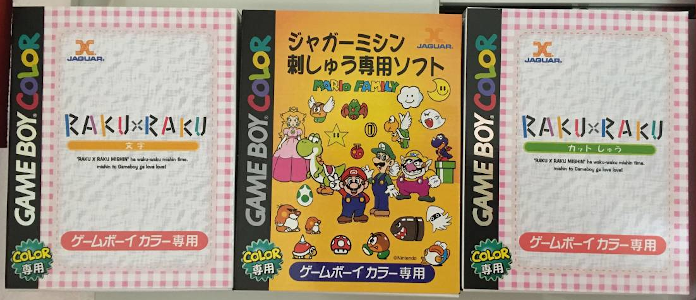 GAME BOY COLOR
JAGUAR
RAKU×RAKU
文字
"RAKU X RAKU MISHIN" ha waku-waku mishin time.
mishin to Gameboy ga love love!
ゲームボーイカラー専用
COLOR
専用
GAME BOY COLOR
ジャガーミシン
刺しゅう専用ソフト
JAGUAR
MARIO FAMILY
©Nintendo
ゲームボーイカラー専用
COLOR
専用
GAME BOY COLOR
JAGUAR
RAKU×RAKU
カットしゅう
"RAKU X RAKU MISHIN" ha waku-waku mishin time.
mishin to Gameboy ga love love!
ゲームボーイカラー専用
COLOR
専用